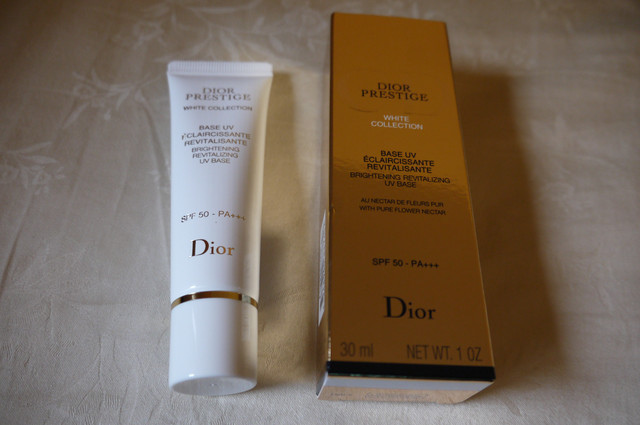 DIOR
PRESTIGE
WHITE COLLECTION
BASE UV
ÉCLAIRCISSANTE
REVITALISANTE
BRIGHTENING
REVITALIZING
UV BASE
SPF 50 - PA+++
Dior
DIOR
PRESTIGE
WHITE
COLLECTION
BASE UV
ÉCLAIRCISSANTE
REVITALISANTE
BRIGHTENING REVITALIZING
UV BASE
AU NECTAR DE FLEURS PUR
WITH PURE FLOWER NECTAR
SPF 50 - PA+++
Dior
30 ml NET WT. 1 OZ.